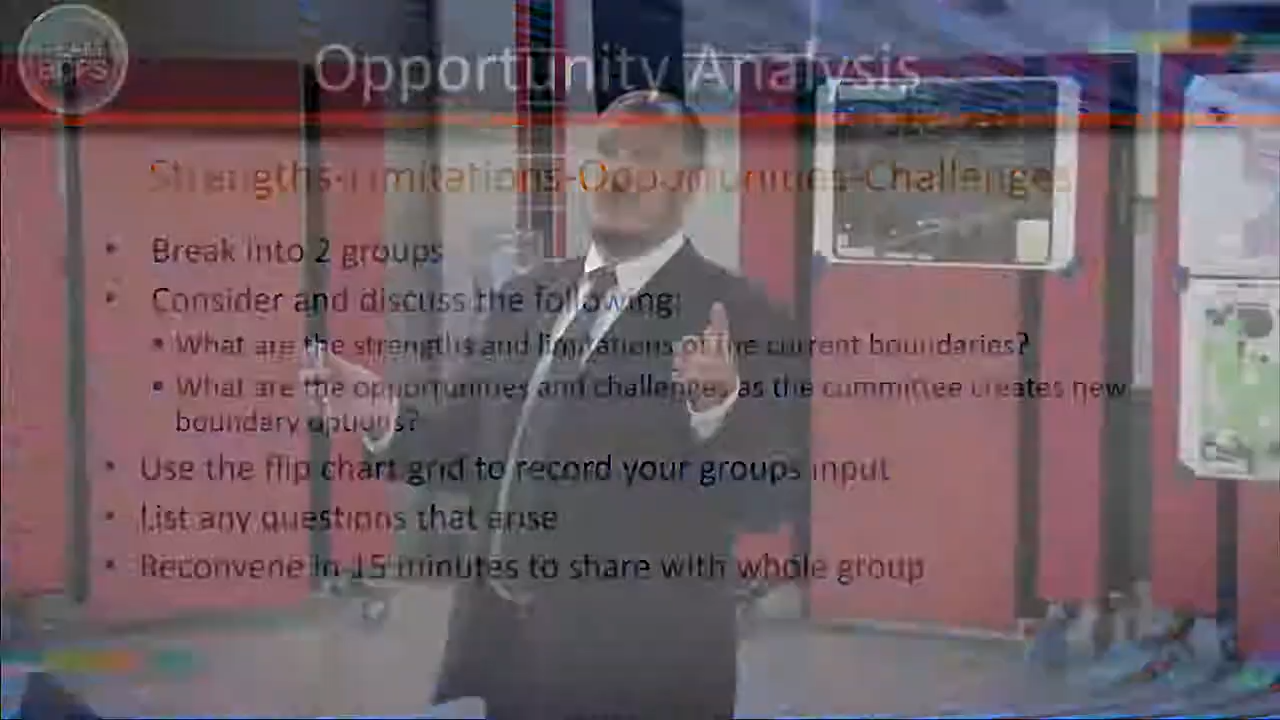 Opportunity Analysis
Strengths-Limitations-Opportunities-Challenges
• Break into 2 groups
• Consider and discuss the following:
• What are the strengths and limitations of the current boundaries?
• What are the opportunities and challenges as the committee creates new
boundary options?
• Use the flip chart grid to record your groups input
• List any questions that arise
• Reconvene in 15 minutes to share with whole group